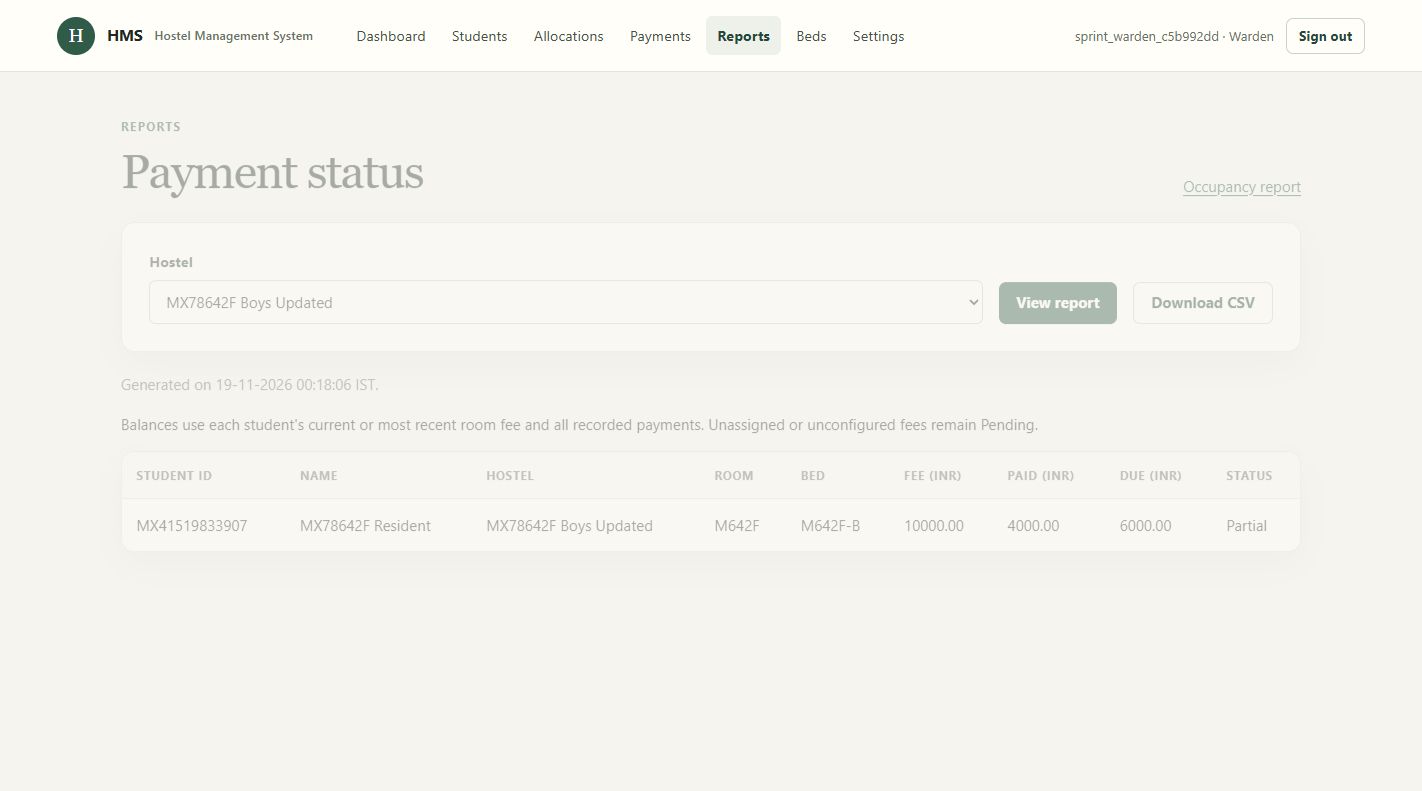 H HMS Hostel Management System Dashboard Students Allocations Payments Reports Beds Settings sprint_warden_c5b992dd · Warden Sign out
REPORTS
Payment status
Occupancy report
Hostel
MX78642F Boys Updated View report Download CSV
Generated on 19-11-2026 00:18:06 IST.
Balances use each student's current or most recent room fee and all recorded payments. Unassigned or unconfigured fees remain Pending.
STUDENT ID NAME HOSTEL ROOM BED FEE (INR) PAID (INR) DUE (INR) STATUS
MX41519833907 MX78642F Resident MX78642F Boys Updated M642F M642F-B 10000.00 4000.00 6000.00 Partial